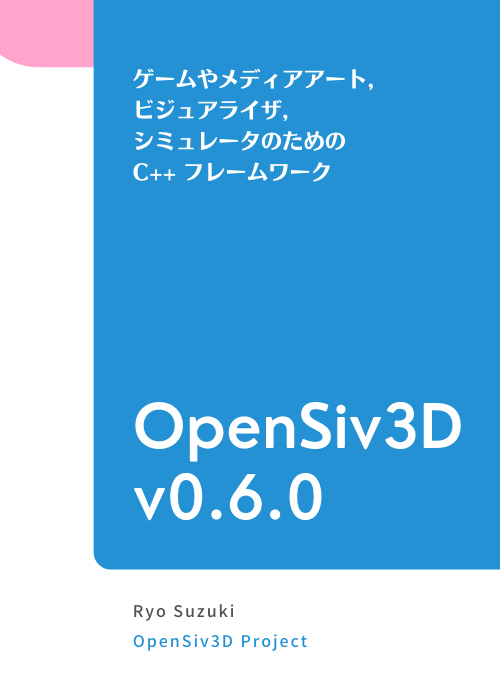 ゲームやメディアアート,
ビジュアライザ,
シミュレータのための
C++ フレームワーク
OpenSiv3D
v0.6.0
Ryo Suzuki
OpenSiv3D Project